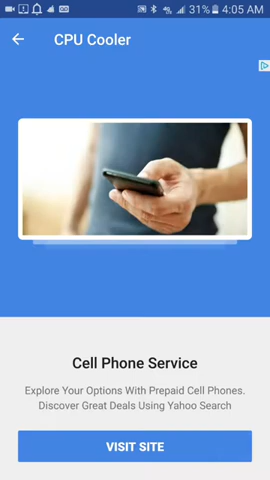 31% 4:05 AM
CPU Cooler
Cell Phone Service
Explore Your Options With Prepaid Cell Phones.
Discover Great Deals Using Yahoo Search
VISIT SITE